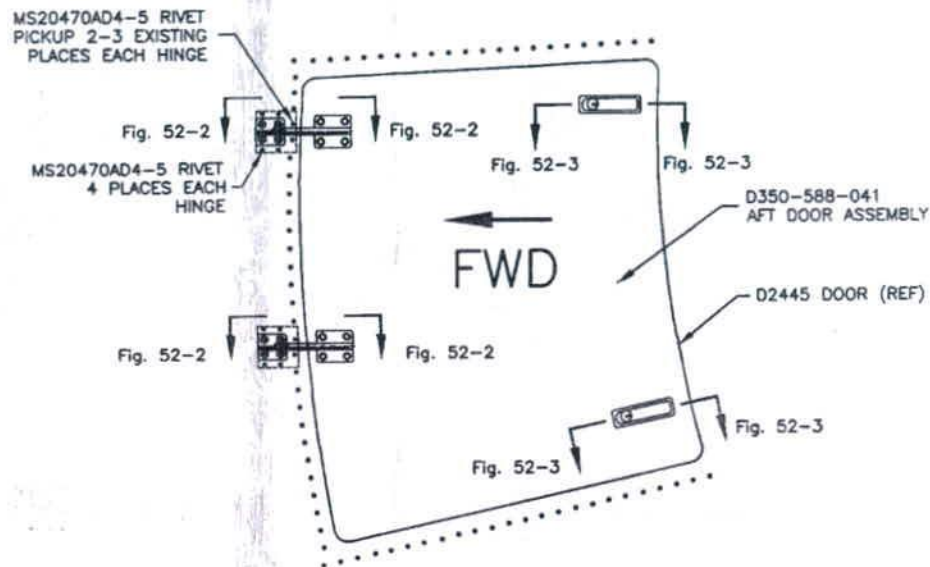 MS20470AD4-5 RIVET
PICKUP 2-3 EXISTING
PLACES EACH HINGE
Fig. 52-2
Fig. 52-2
MS20470AD4-5 RIVET
4 PLACES EACH
HINGE
Fig. 52-3
Fig. 52-3
D350-588-041
AFT DOOR ASSEMBLY
FWD
D2445 DOOR (REF)
Fig. 52-2
Fig. 52-2
Fig. 52-3
Fig. 52-3